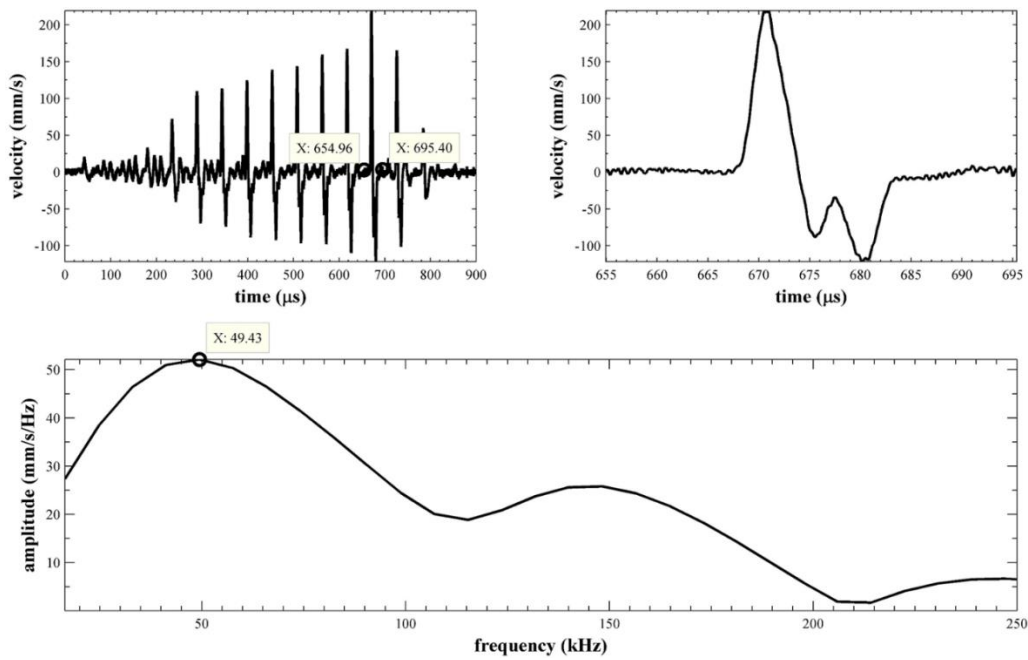 200
150
100
50
0
-50
-100
velocity (mm/s)
X: 654.96
X: 695.40
0 100 200 300 400 500 600 700 800 900
time (μs)
200
150
100
50
0
-50
-100
velocity (mm/s)
655 660 665 670 675 680 685 690 695
time (μs)
X: 49.43
50
40
30
20
10
amplitude (mm/s/Hz)
50 100 150 200 250
frequency (kHz)